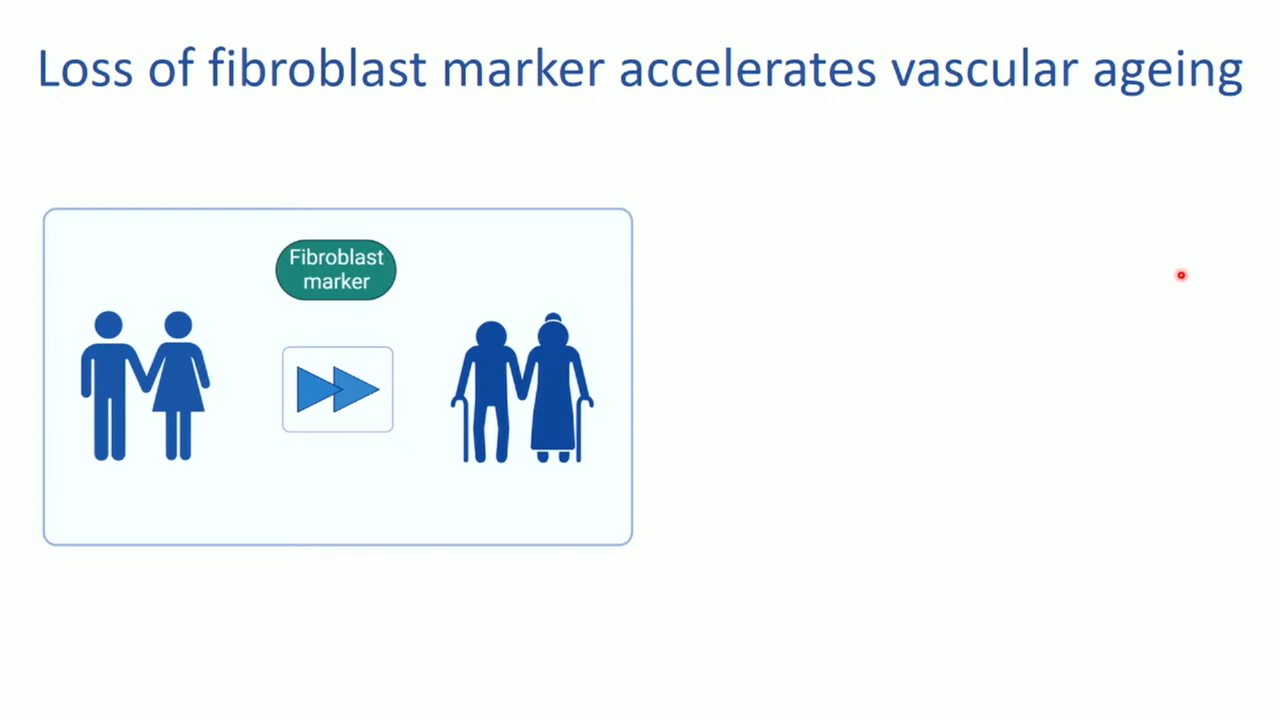 Loss of fibroblast marker accelerates vascular ageing
Fibroblast
marker